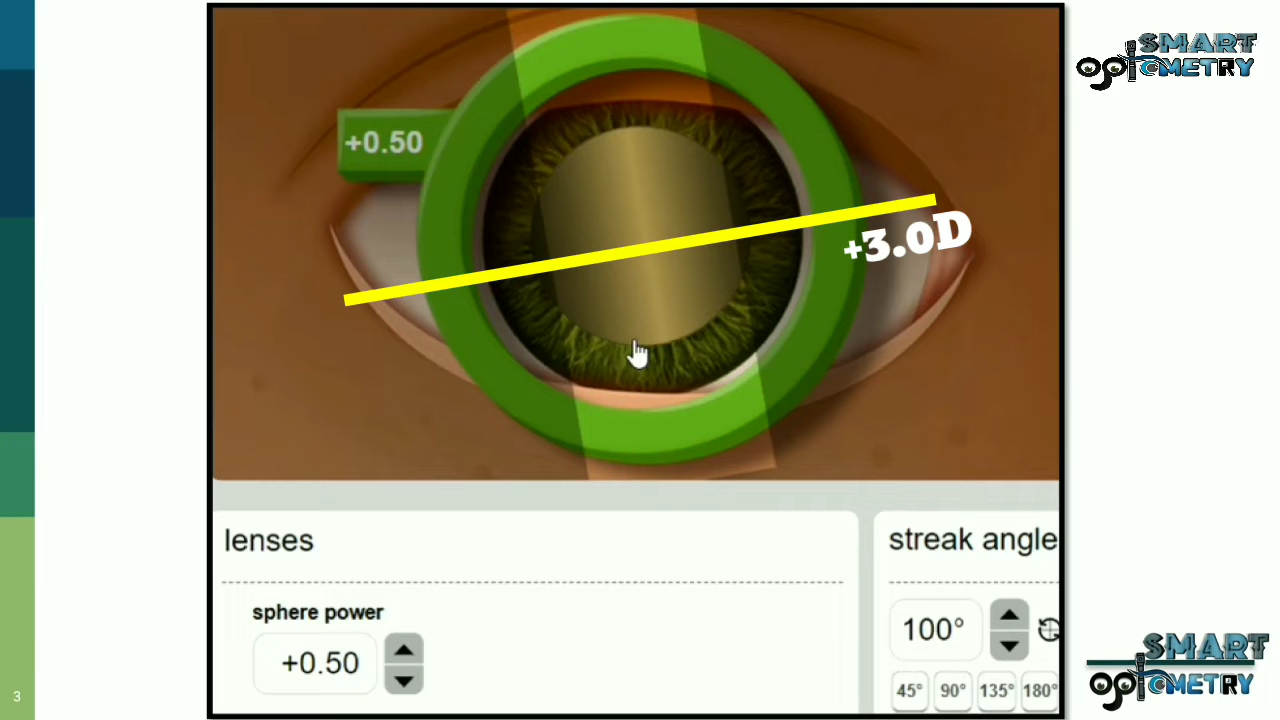 SMART
OPTOMETRY
+0.50
+3.0D
lenses
streak angle
sphere power
+0.50
100°
45° 90° 135° 180°
SMART
OPTOMETRY
3